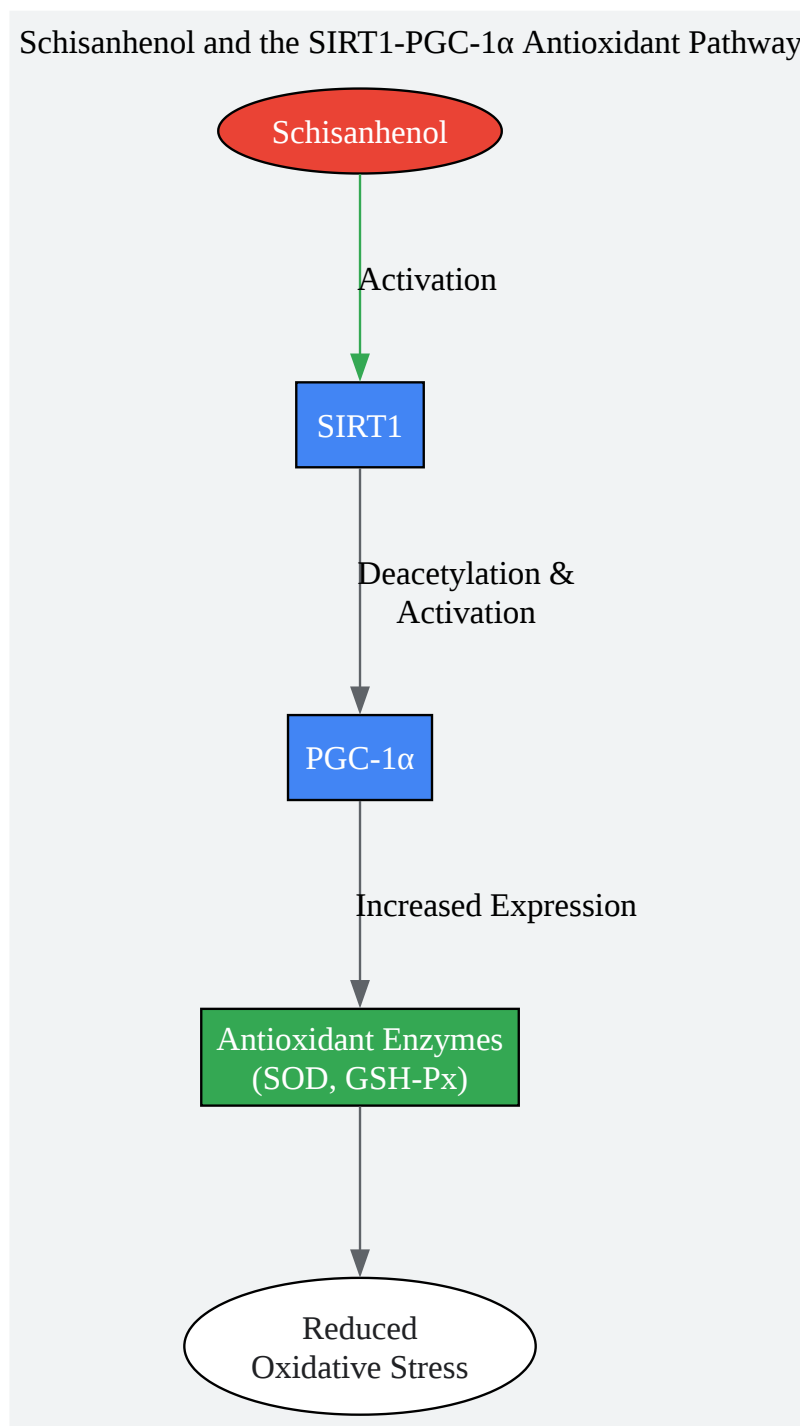 Schisanhenol and the SIRT1-PGC-1α Antioxidant Pathway
Schisanhenol
Activation
SIRT1
Deacetylation &
Activation
PGC-1α
Increased Expression
Antioxidant Enzymes
(SOD, GSH-Px)
Reduced
Oxidative Stress